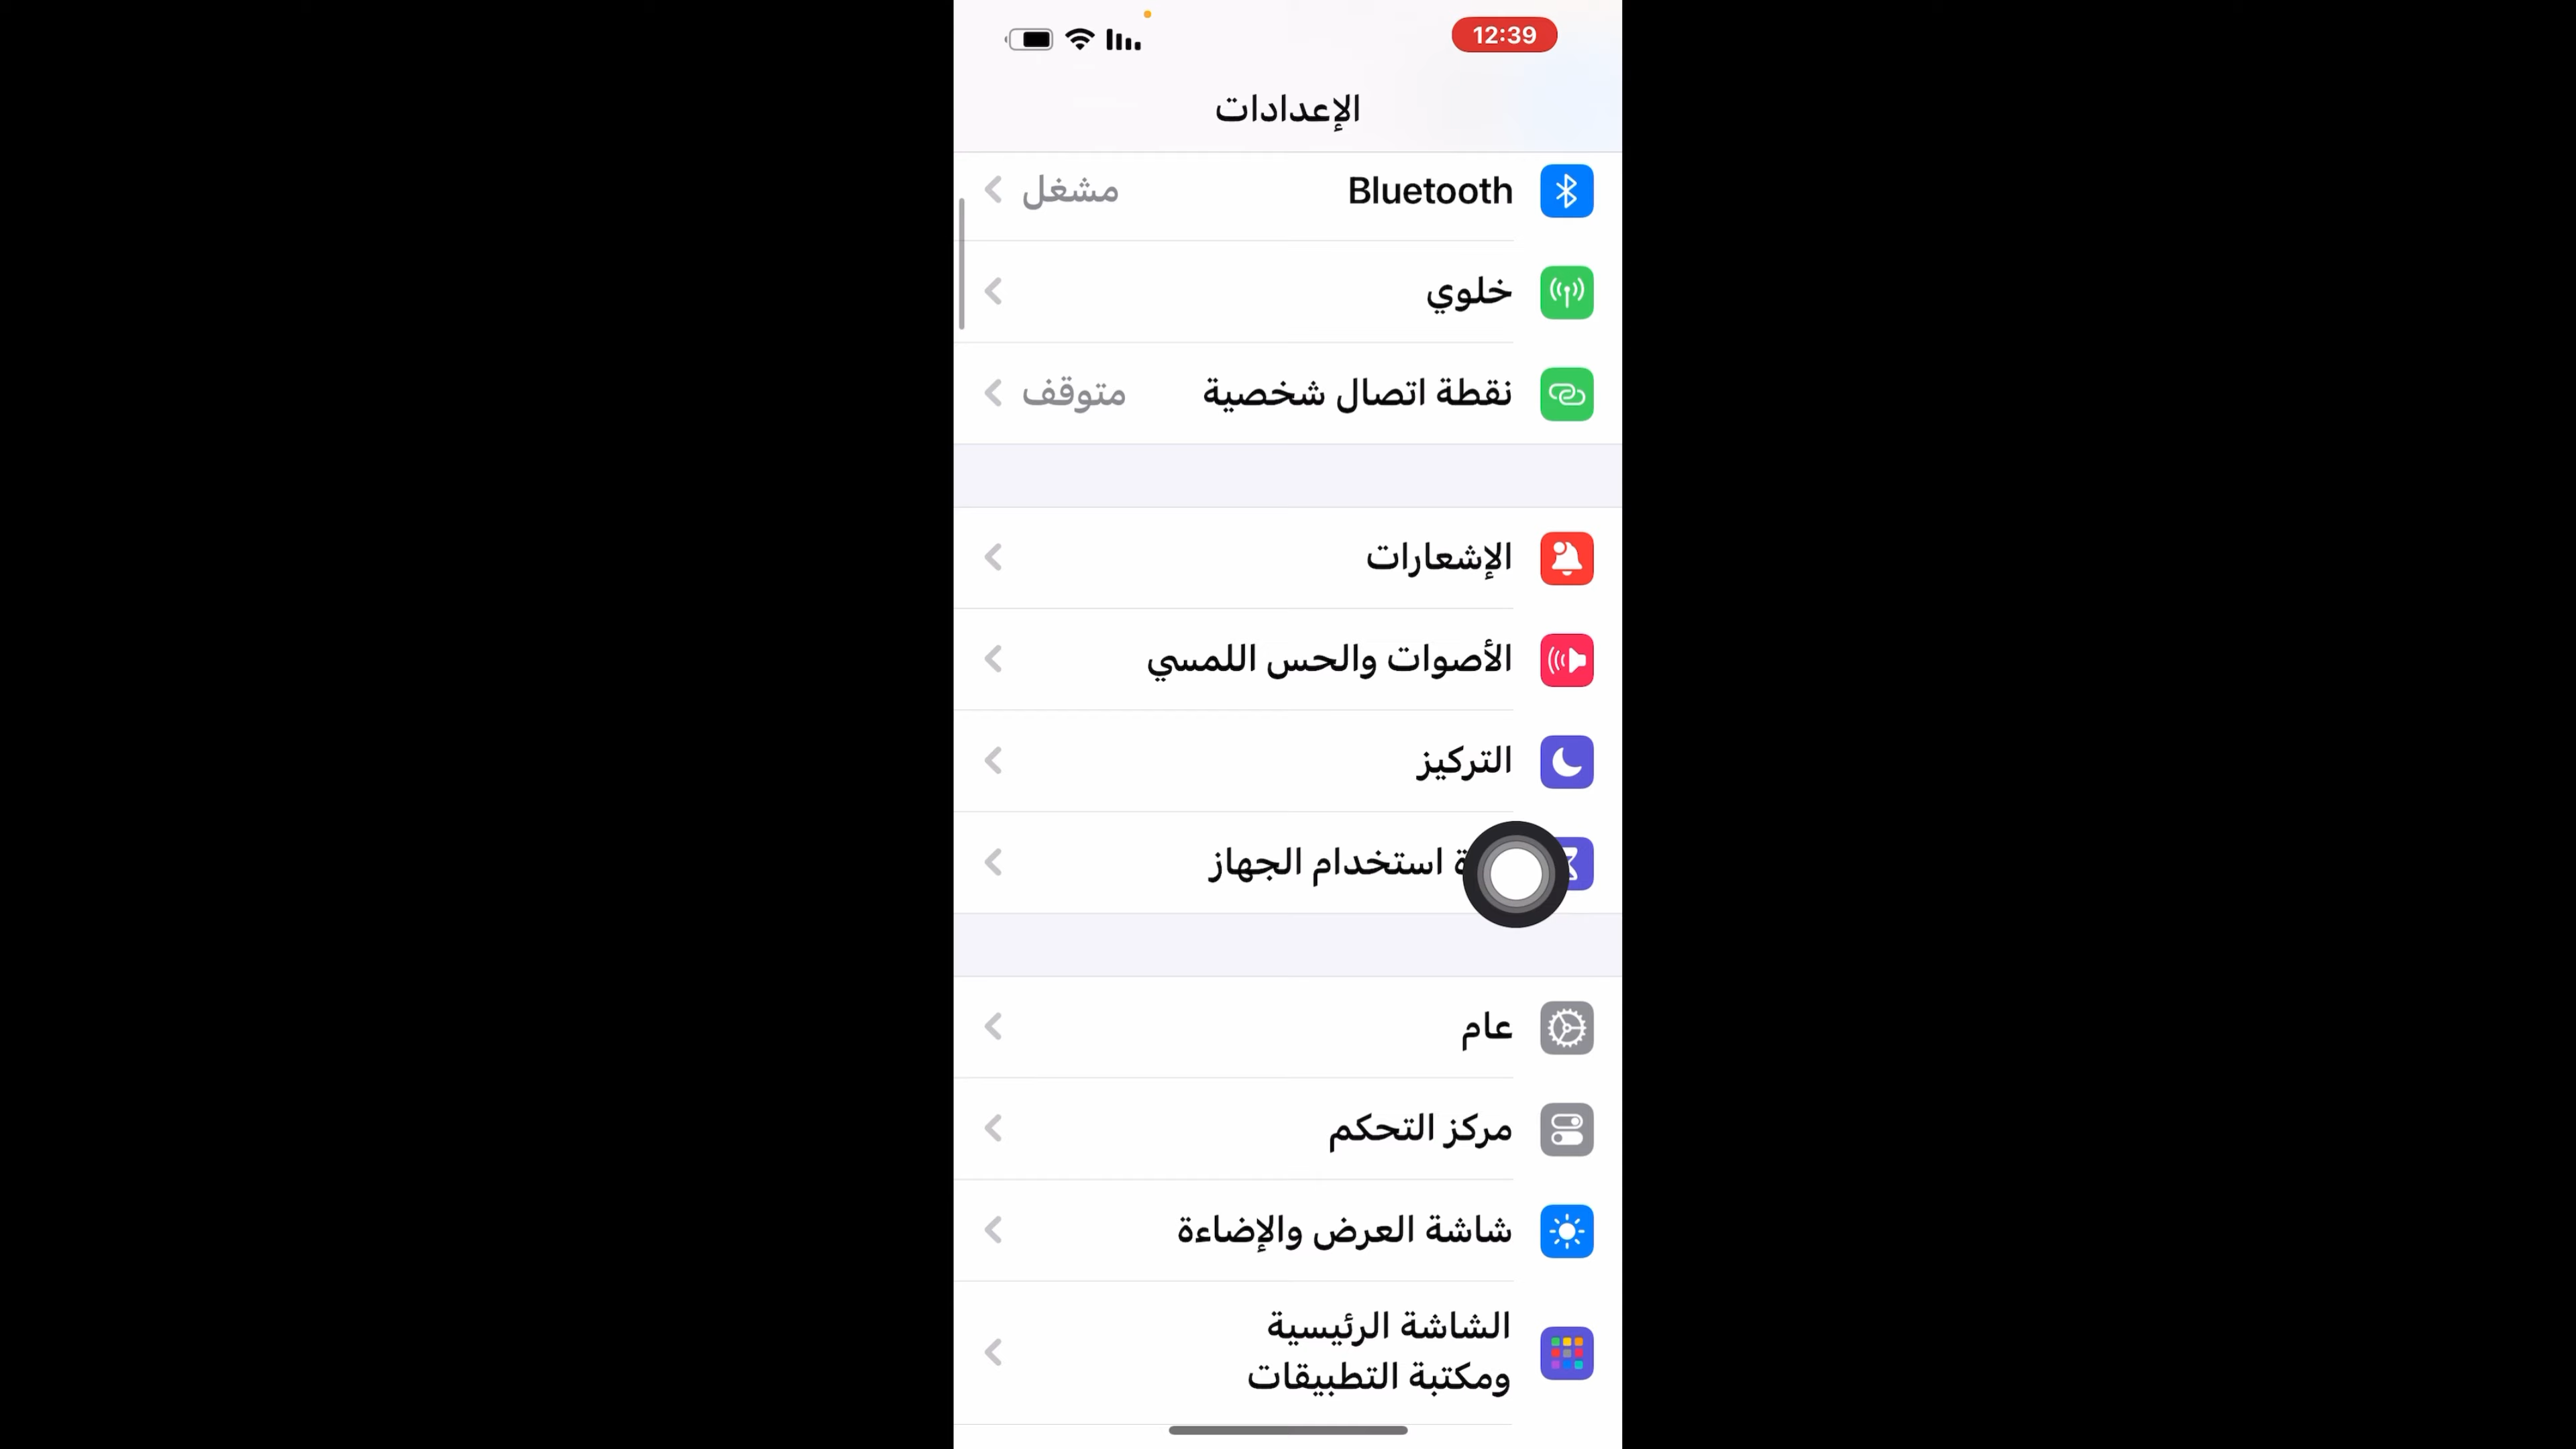 12:39
الإعدادات
Bluetooth مشغل
خلوي
نقطة اتصال شخصية متوقف
الإشعارات
الأصوات والحس اللمسي
التركيز
استخدام الجهاز
عام
مركز التحكم
شاشة العرض والإضاءة
الشاشة الرئيسية
ومكتبة التطبيقات